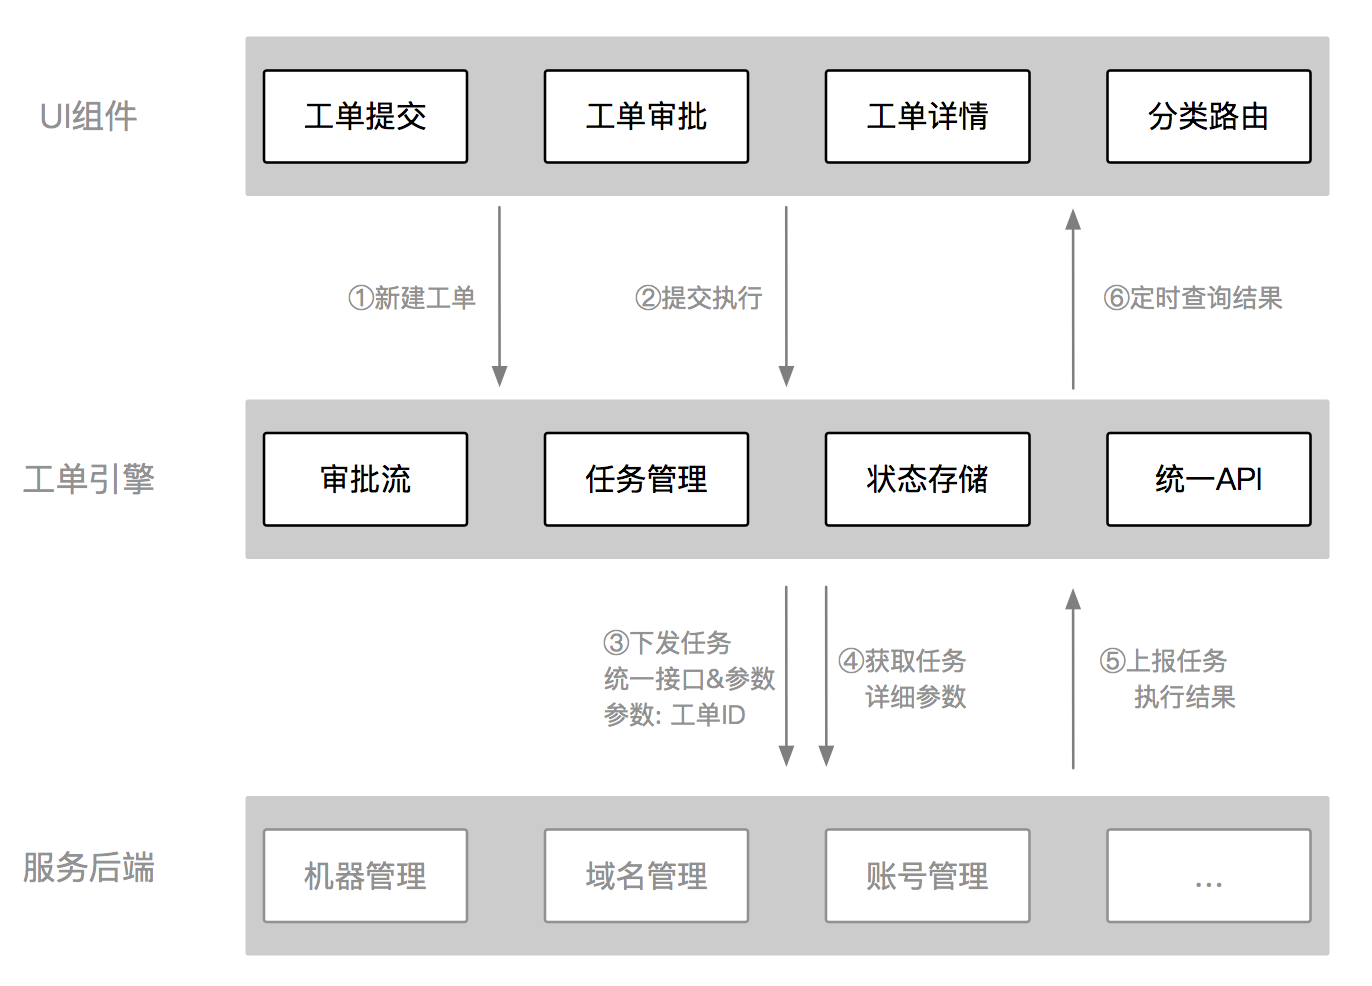 UI组件
工单提交
工单审批
工单详情
分类路由
①新建工单
②提交执行
⑥定时查询结果
工单引擎
审批流
任务管理
状态存储
统一API
③下发任务
统一接口&参数
参数: 工单ID
④获取任务
详细参数
⑤上报任务
执行结果
服务后端
机器管理
域名管理
账号管理
...